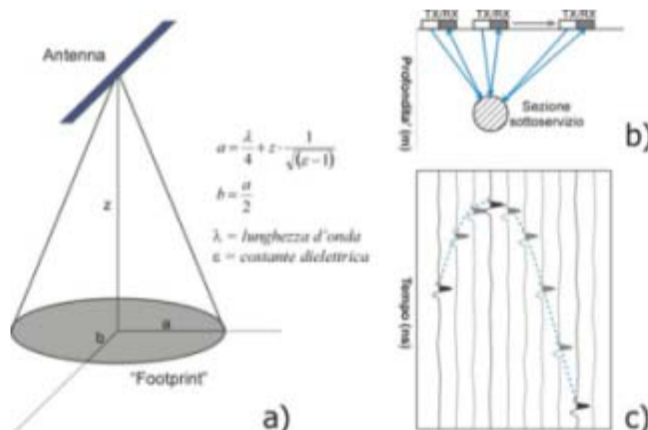 Antenna
z
a = λ/4 + z · 1/√(ε−1)
b = a/2
λ = lunghezza d'onda
ε = costante dielettrica
b
a
"Footprint"
a)
TX/RX TX/RX TX/RX
Profondita' (m)
Sezione
sottoservizio
b)
Tempo (ns)
c)